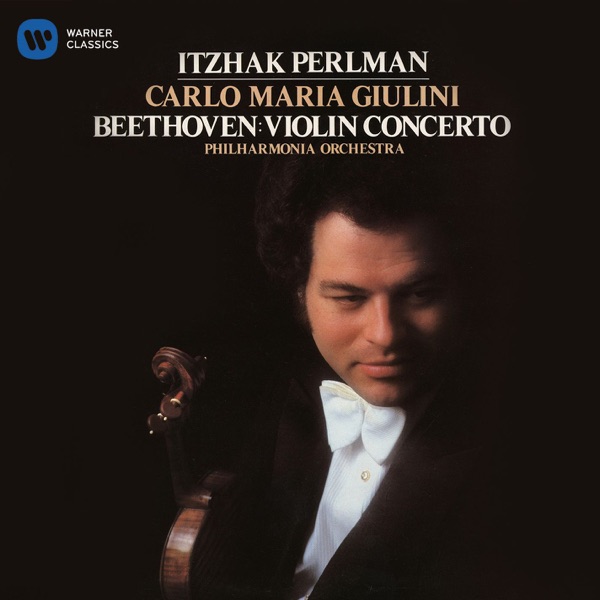 WARNER
CLASSICS
ITZHAK PERLMAN
CARLO MARIA GIULINI
BEETHOVEN: VIOLIN CONCERTO
PHILHARMONIA ORCHESTRA